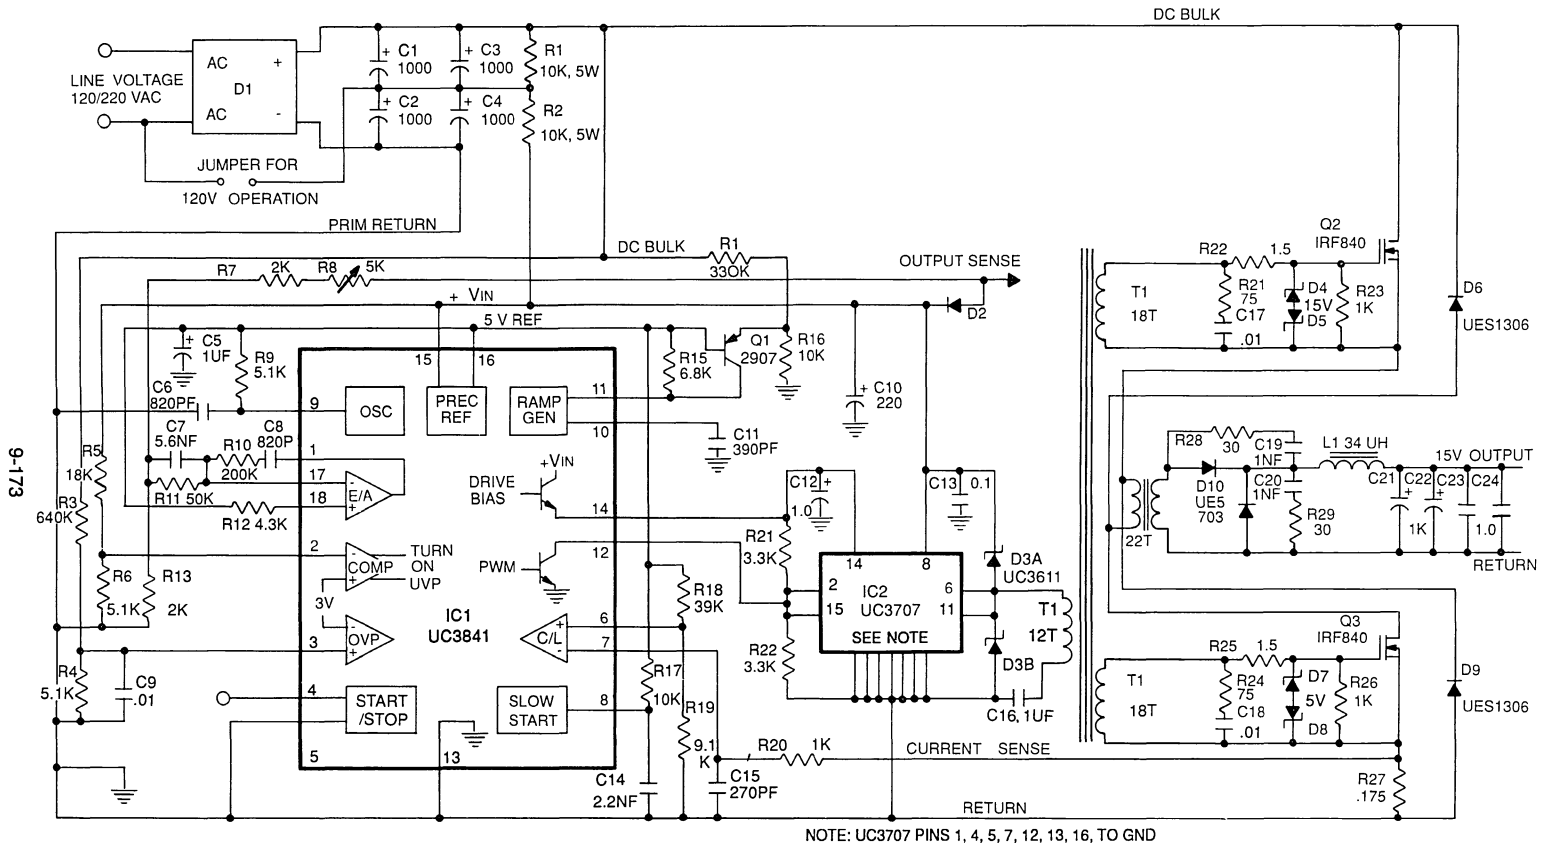 DC BULK
LINE VOLTAGE
120/220 VAC
AC
+
D1
AC
-
+ C1
1000
+ C3
1000
R1
10K, 5W
+ C2
1000
+ C4
1000
R2
10K, 5W
JUMPER FOR
120V OPERATION
PRIM RETURN
DC BULK
R1
330K
R7
2K
R8
5K
OUTPUT SENSE
+ VIN
5 V REF
D2
C5
1UF
+
R9
5.1K
15
16
R15
6.8K
Q1
2907
R16
10K
C6
820PF
9
OSC
PREC
REF
RAMP
GEN
11
10
C11
390PF
+ C10
220
C7
5.6NF
R10
200K
C8
820P
1
R5
18K
R11 50K
17
18
-
E/A
+
R12 4.3K
DRIVE
BIAS
+VIN
14
R3
640K
2
-
COMP
+
TURN
ON
UVP
PWM
12
3V
R6
5.1K
R13
2K
IC1
UC3841
3
-
OVP
+
6
+
C/L
-
7
R18
39K
R4
5.1K
C9
.01
4
START
/STOP
SLOW
START
8
R17
10K
R19
9.1
K
5
13
C14
2.2NF
C15
270PF
R20
1K
CURRENT SENSE
RETURN
C12
+
1.0
C13
0.1
R21
3.3K
14
8
2
15
IC2
UC3707
SEE NOTE
6
11
R22
3.3K
D3A
UC3611
D3B
T1
12T
C16, 1UF
T1
18T
R22
1.5
R21
75
C17
.01
D4
15V
D5
R23
1K
Q2
IRF840
D6
UES1306
22T
R28
30
C19
1NF
D10
UE5
703
C20
1NF
R29
30
L1 34 UH
15V OUTPUT
C21
C22
C23
C24
+
+
1K
1.0
RETURN
T1
18T
R25
1.5
R24
75
C18
.01
D7
5V
D8
R26
1K
Q3
IRF840
D9
UES1306
R27
.175
NOTE: UC3707 PINS 1, 4, 5, 7, 12, 13, 16, TO GND
9-173